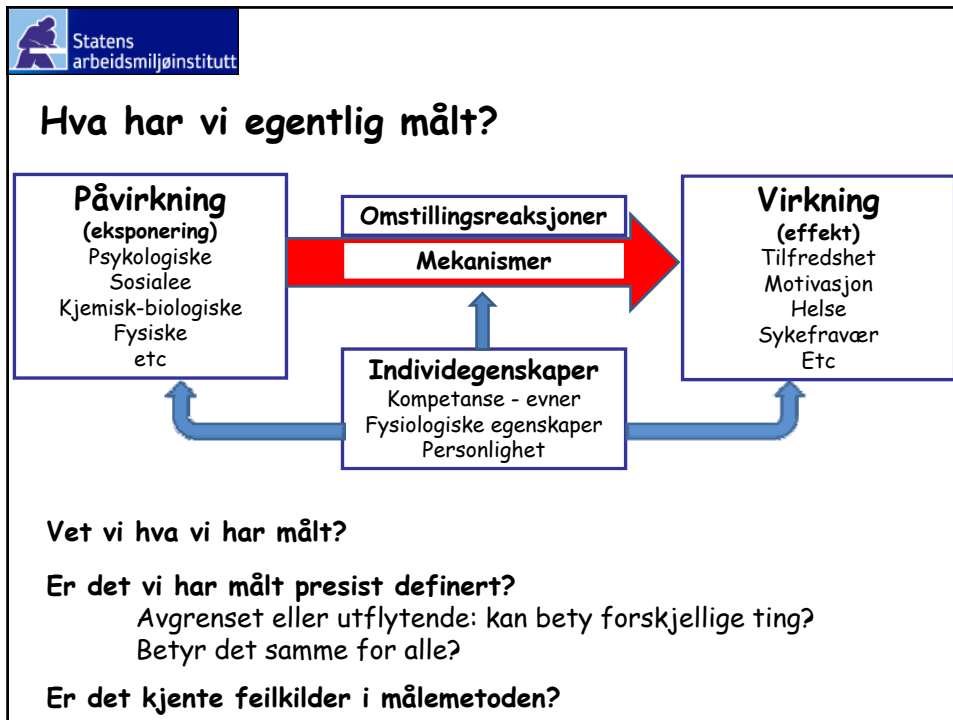 Statens
arbeidsmiljøinstitutt
Hva har vi egentlig målt?
Påvirkning
(eksponering)
Psykologiske
Sosialee
Kjemisk-biologiske
Fysiske
etc
Omstillingsreaksjoner
Mekanismer
Individegenskaper
Kompetanse - evner
Fysiologiske egenskaper
Personlighet
Virkning
(effekt)
Tilfredshet
Motivasjon
Helse
Sykefravær
Etc
Vet vi hva vi har målt?
Er det vi har målt presist definert?
Avgrenset eller utflytende: kan bety forskjellige ting?
Betyr det samme for alle?
Er det kjente feilkilder i målemetoden?